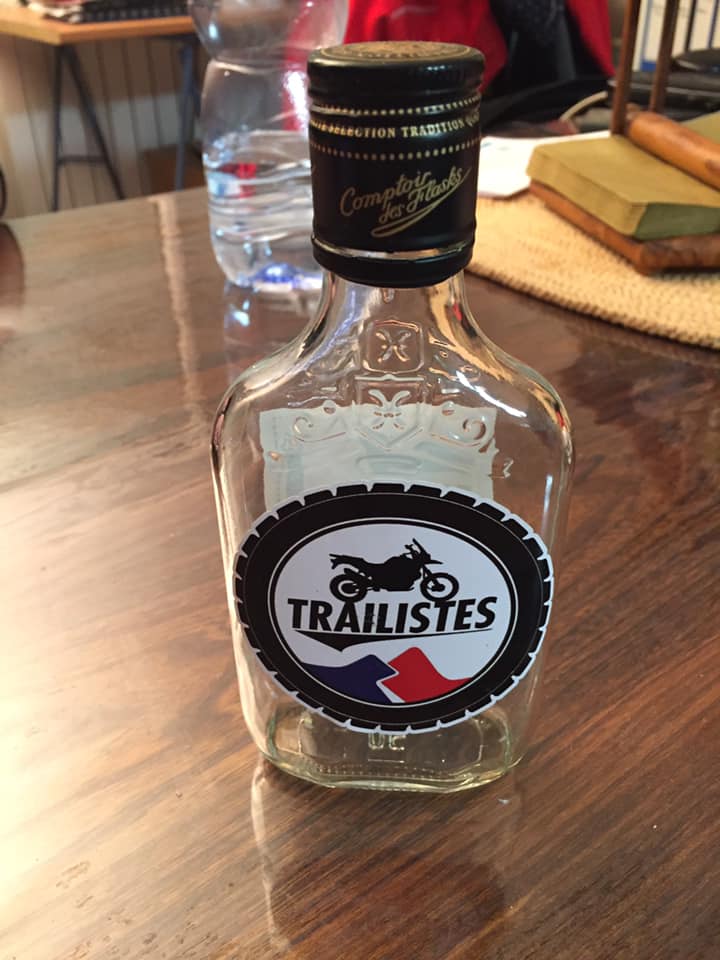 SELECTION TRADITION
Comptoir
des Flasks
TRAILISTES